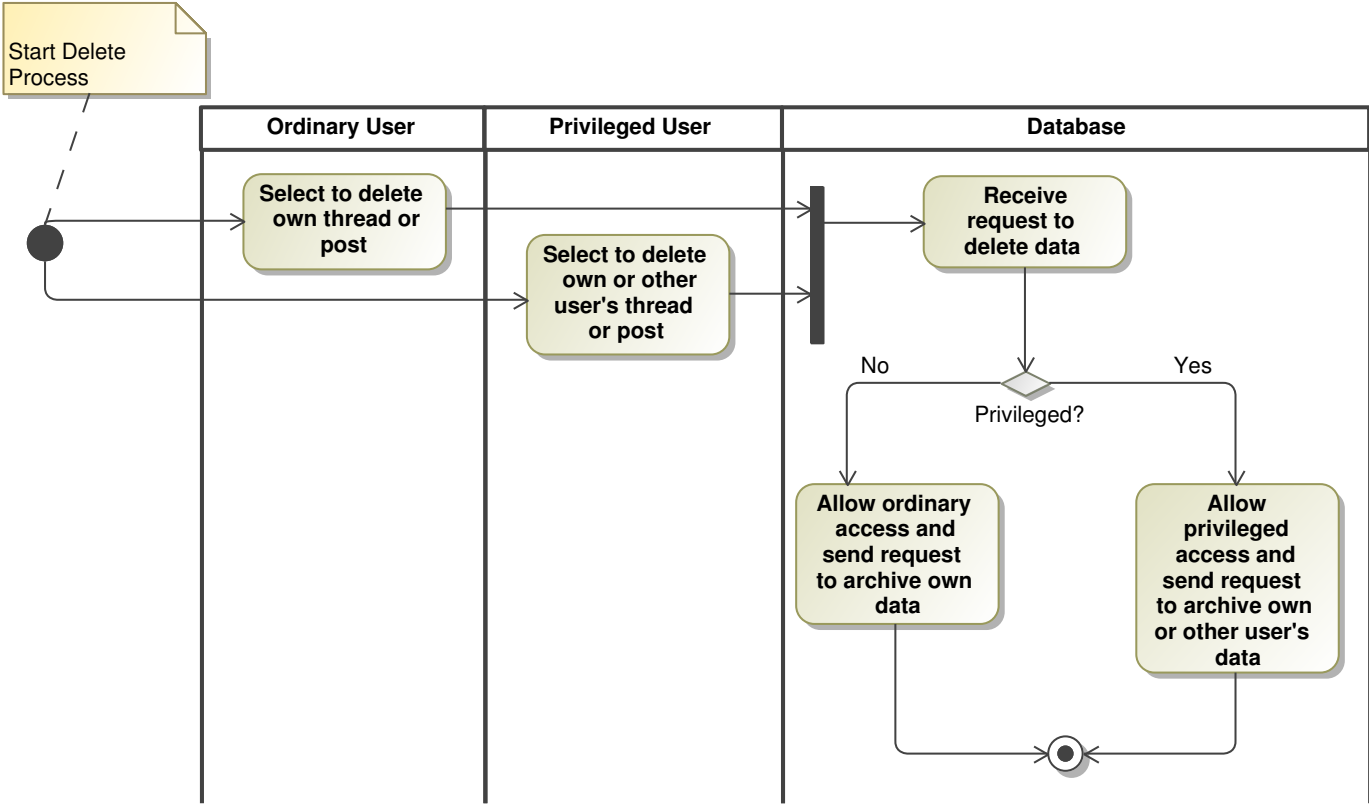 Start Delete
Process
Ordinary User
Privileged User
Database
Select to delete
own thread or
post
Select to delete
own or other
user's thread
or post
Receive
request to
delete data
No
Yes
Privileged?
Allow ordinary
access and
send request
to archive own
data
Allow
privileged
access and
send request
to archive own
or other user's
data